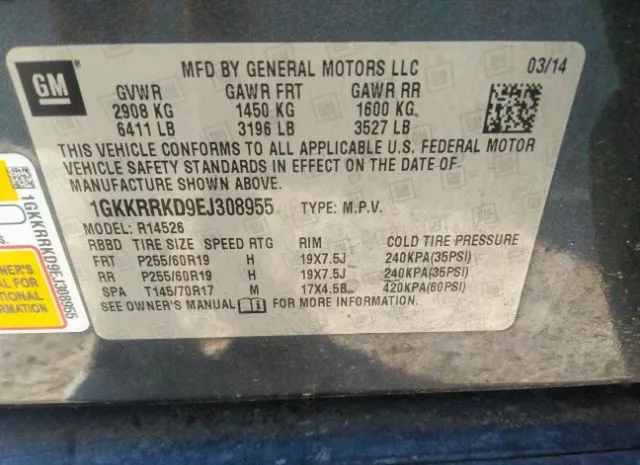 GM
MFD BY GENERAL MOTORS LLC 03/14
GVWR GAWR FRT GAWR RR
2908 KG 1450 KG 1600 KG
6411 LB 3196 LB 3527 LB
THIS VEHICLE CONFORMS TO ALL APPLICABLE U.S. FEDERAL MOTOR
VEHICLE SAFETY STANDARDS IN EFFECT ON THE DATE OF
MANUFACTURE SHOWN ABOVE.
1GKKRRKD9EJ308955 TYPE: M.P.V.
MODEL: R14526
RBBD TIRE SIZE SPEED RTG RIM COLD TIRE PRESSURE
FRT P255/60R19 H 19X7.5J 240KPA(35PSI)
RR P255/60R19 H 19X7.5J 240KPA(35PSI)
SPA T145/70R17 M 17X4.5B 420KPA(60PSI)
SEE OWNER'S MANUAL FOR ADDITIONAL INFORMATION.
1GKKRRKD9EJ308955